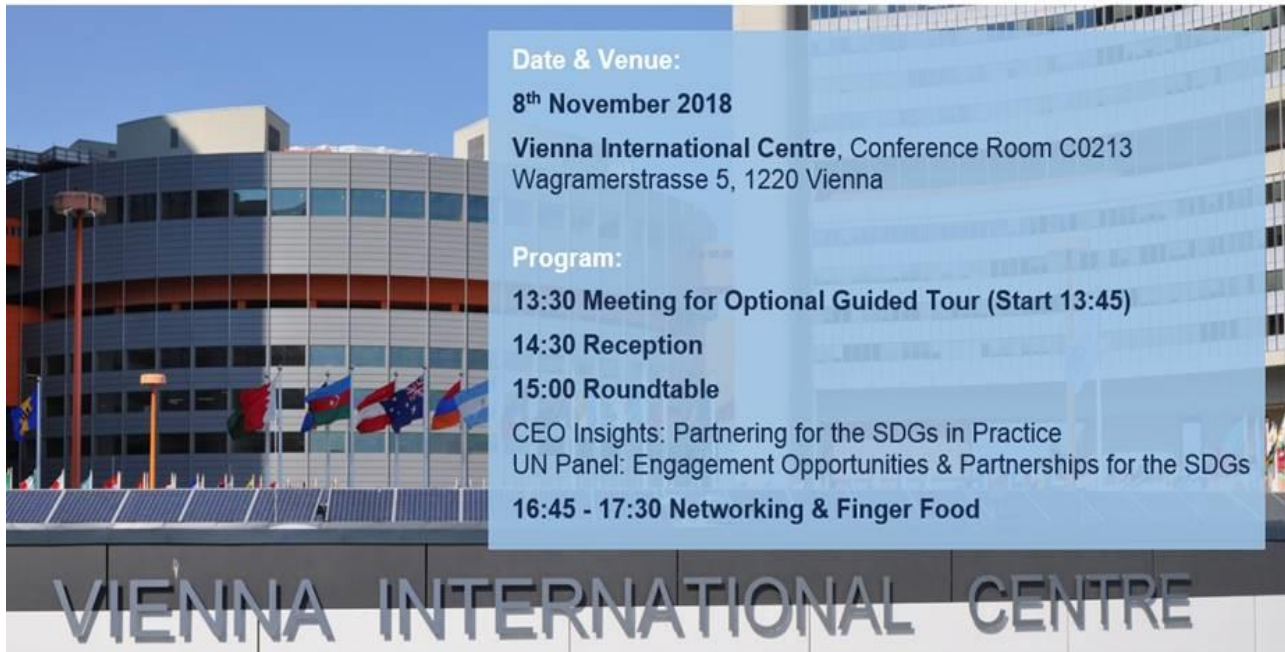 Date & Venue:
8th November 2018
Vienna International Centre, Conference Room C0213
Wagramerstrasse 5, 1220 Vienna
Program:
13:30 Meeting for Optional Guided Tour (Start 13:45)
14:30 Reception
15:00 Roundtable
CEO Insights: Partnering for the SDGs in Practice
UN Panel: Engagement Opportunities & Partnerships for the SDGs
16:45 - 17:30 Networking & Finger Food
VIENNA INTERNATIONAL CENTRE